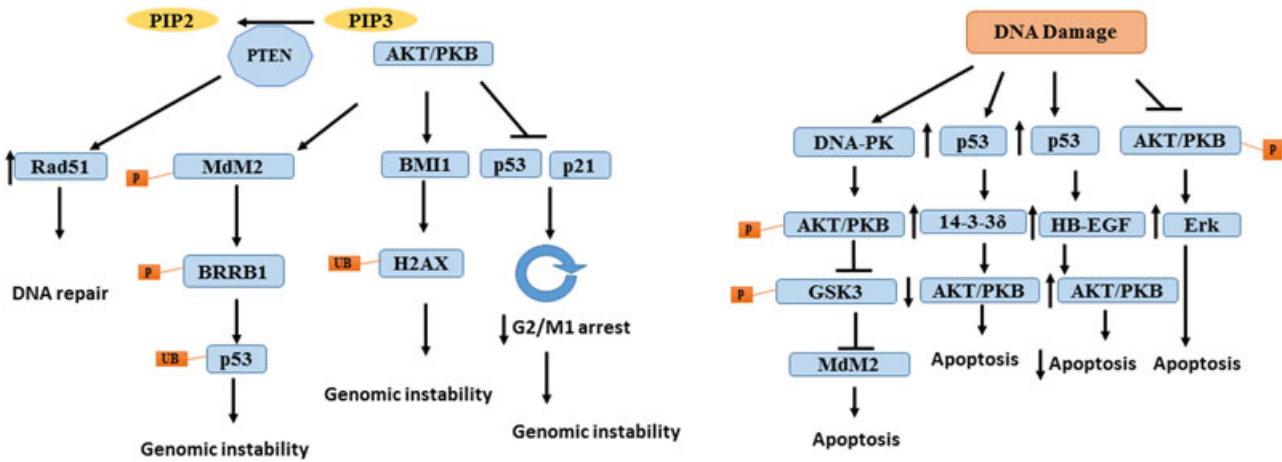 PIP2
PIP3
PTEN
AKT/PKB
Rad51
P
MdM2
BMI1
p53
p21
P
BRRB1
UB
H2AX
DNA repair
G2/M1 arrest
UB
p53
Genomic instability
Genomic instability
Genomic instability
DNA Damage
DNA-PK
p53
p53
AKT/PKB
P
P
AKT/PKB
14-3-3δ
HB-EGF
Erk
P
GSK3
AKT/PKB
AKT/PKB
MdM2
Apoptosis
Apoptosis
Apoptosis
Apoptosis